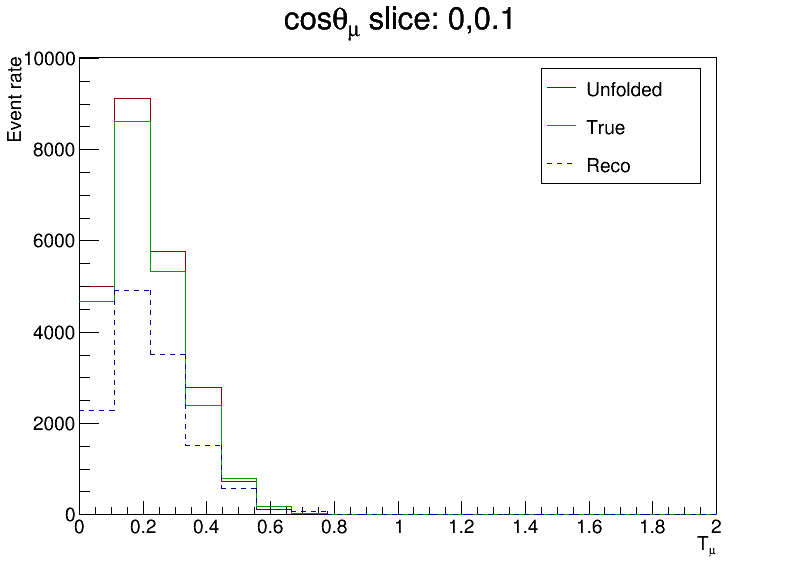 cosθμ slice: 0,0.1
Event rate
10000
8000
6000
4000
2000
0
Unfolded
True
Reco
0 0.2 0.4 0.6 0.8 1 1.2 1.4 1.6 1.8 2
Tμ